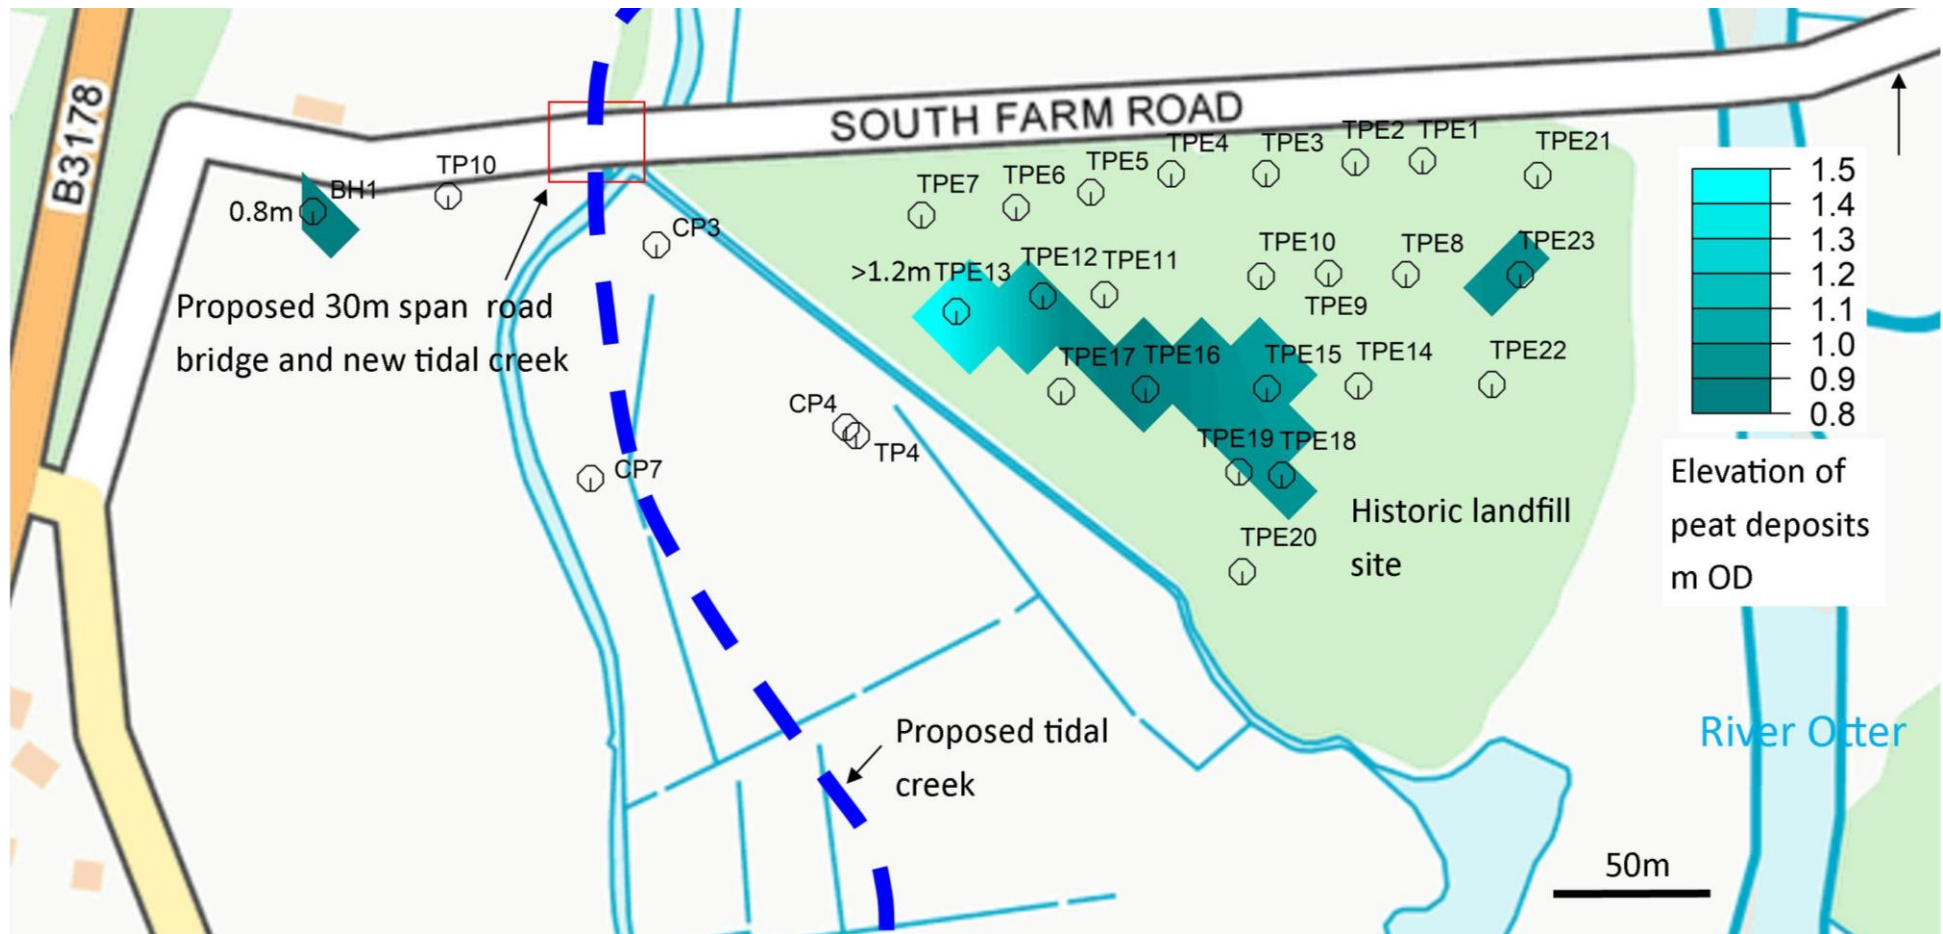 B3178
SOUTH FARM ROAD
TP10
BH1
0.8m
CP3
TPE7
TPE6
TPE5
TPE4
TPE3
TPE2
TPE1
TPE21
>1.2m
TPE13
TPE12
TPE11
TPE10
TPE9
TPE8
TPE23
Proposed 30m span road
bridge and new tidal creek
TPE17
TPE16
TPE15
TPE14
TPE22
CP4
TP4
CP7
TPE19
TPE18
TPE20
Historic landfill
site
1.5
1.4
1.3
1.2
1.1
1.0
0.9
0.8
Elevation of
peat deposits
m OD
River Otter
Proposed tidal
creek
50m